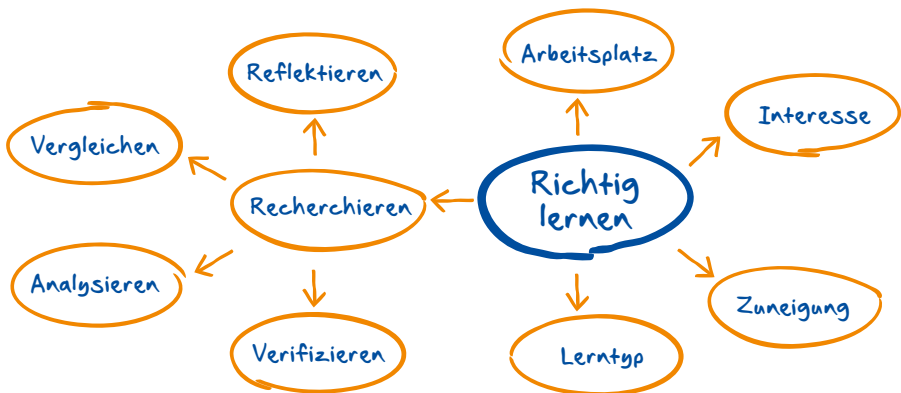 Arbeitsplatz
Reflektieren
Interesse
Vergleichen
Richtig
lernen
Recherchieren
Analysieren
Zuneigung
Verifizieren
Lerntyp